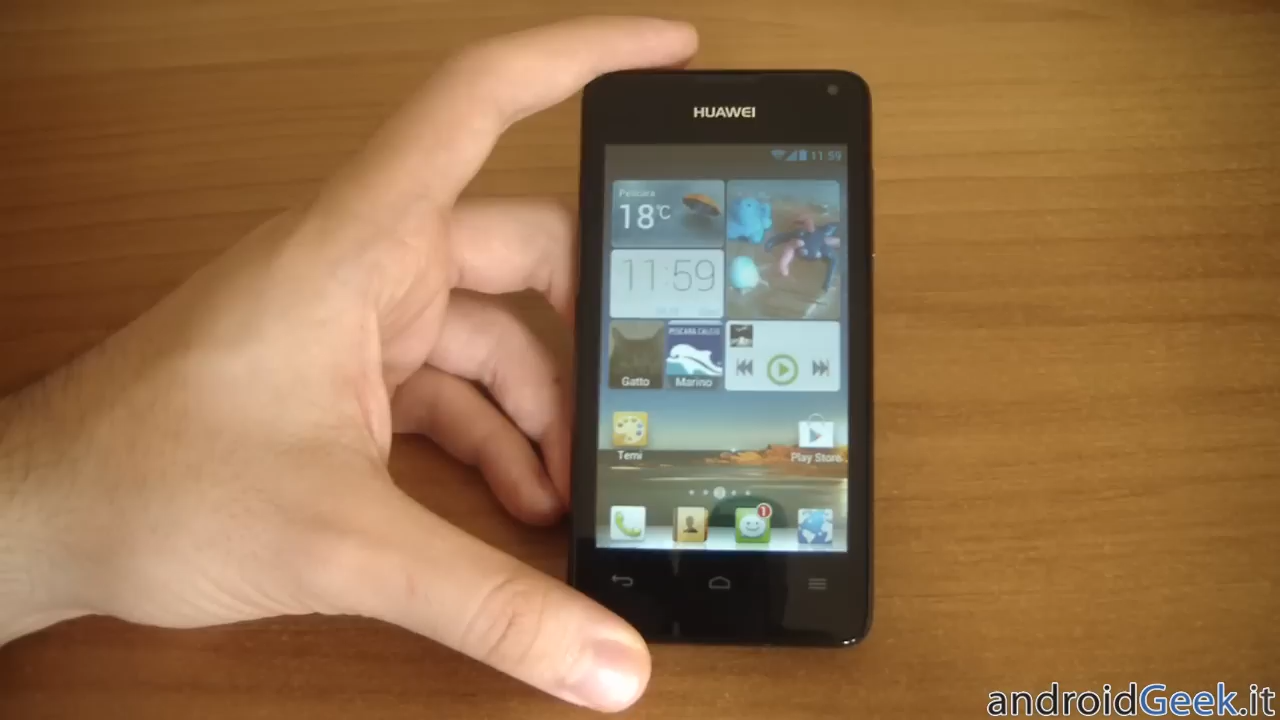 HUAWEI
11:59
Pescara
18°C
11:59
PESCARA CALCIO
Gatto
Marino
Temi
Play Store
1
androidGeek.it